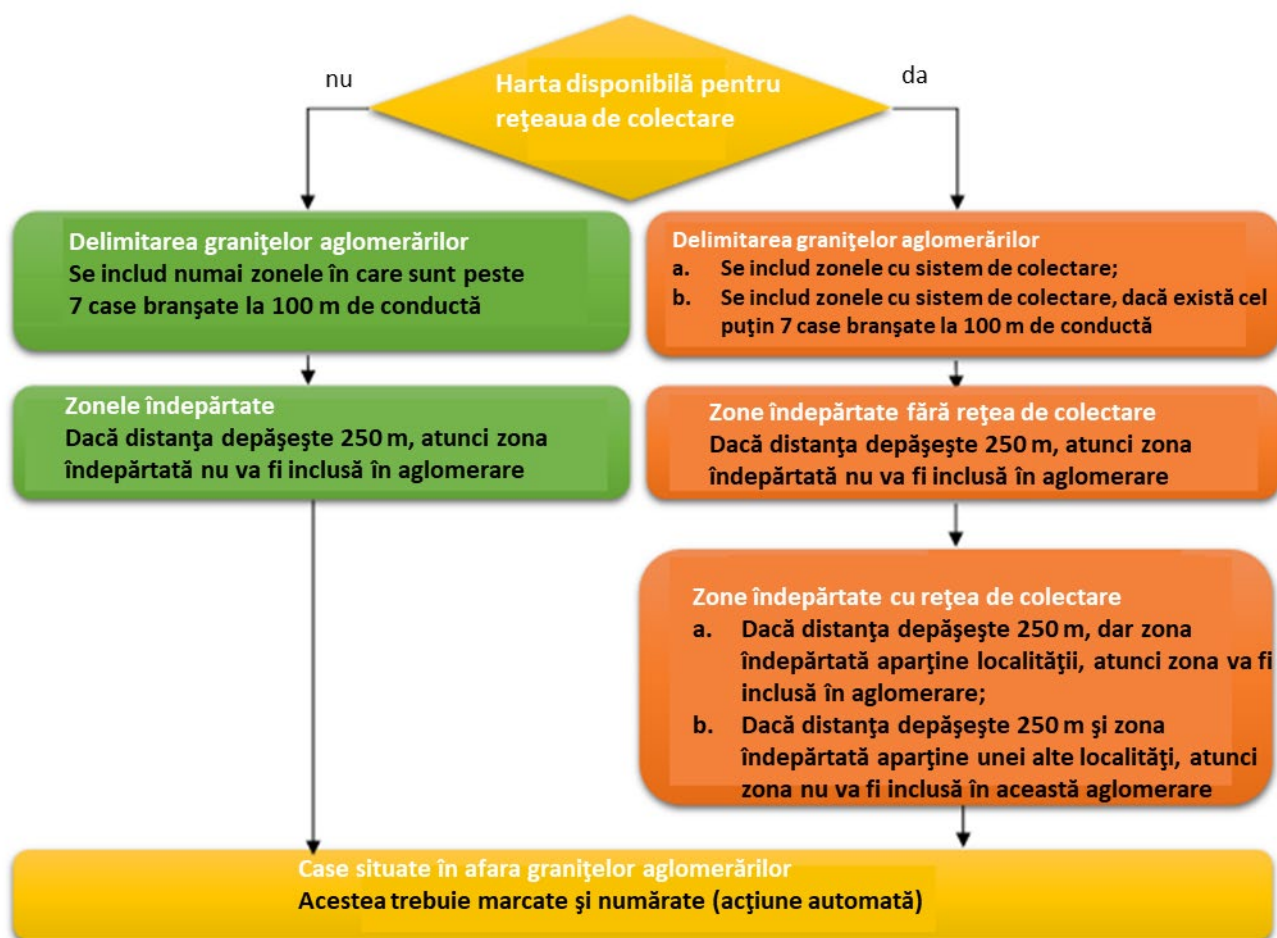 nu
Harta disponibilă pentru
reţeaua de colectare
da
Delimitarea graniţelor aglomerărilor
Se includ numai zonele în care sunt peste
7 case branşate la 100 m de conductă
Delimitarea graniţelor aglomerărilor
a. Se includ zonele cu sistem de colectare;
b. Se includ zonele cu sistem de colectare, dacă există cel
puţin 7 case branşate la 100 m de conductă
Zonele îndepărtate
Dacă distanţa depăşeşte 250 m, atunci zona
îndepărtată nu va fi inclusă în aglomerare
Zone îndepărtate fără reţea de colectare
Dacă distanţa depăşeşte 250 m, atunci zona
îndepărtată nu va fi inclusă în aglomerare
Zone îndepărtate cu reţea de colectare
a. Dacă distanţa depăşeşte 250 m, dar zona
îndepărtată aparţine localităţii, atunci zona va fi
inclusă în aglomerare;
b. Dacă distanţa depăşeşte 250 m şi zona
îndepărtată aparţine unei alte localităţi, atunci
zona nu va fi inclusă în această aglomerare
Case situate în afara graniţelor aglomerărilor
Acestea trebuie marcate şi numărate (acţiune automată)